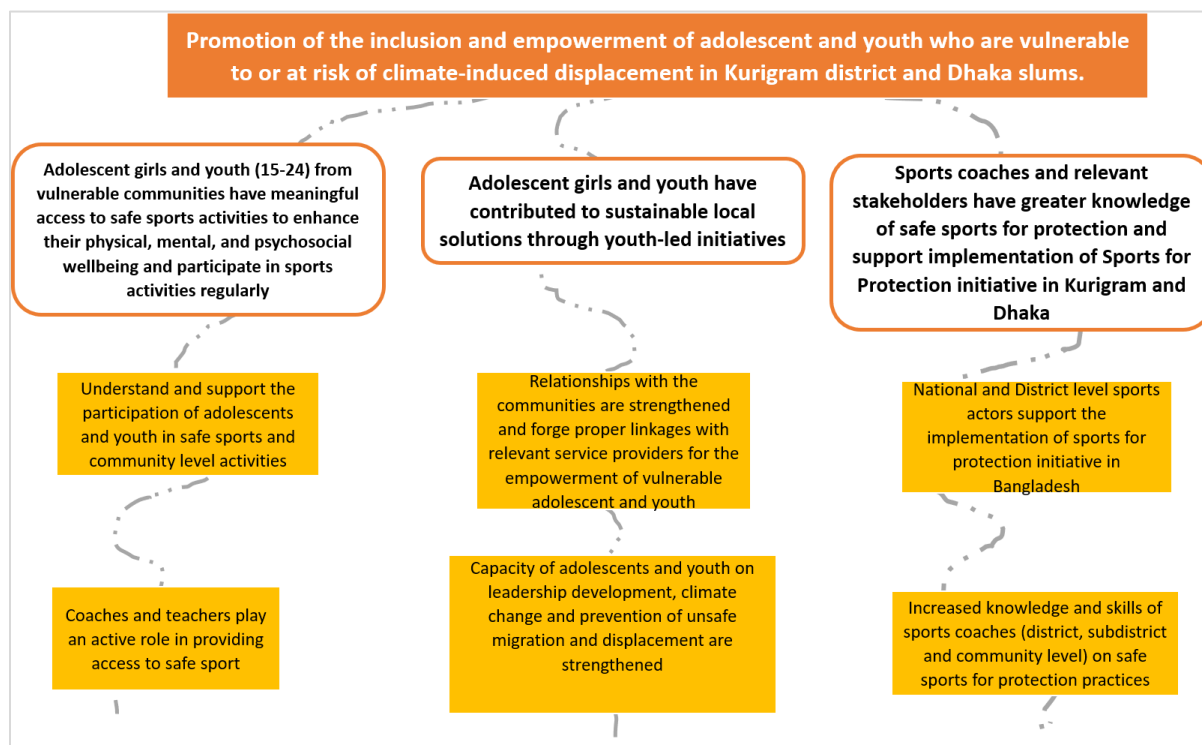 Promotion of the inclusion and empowerment of adolescent and youth who are vulnerable
to or at risk of climate-induced displacement in Kurigram district and Dhaka slums.
Adolescent girls and youth (15-24) from
vulnerable communities have meaningful
access to safe sports activities to enhance
their physical, mental, and psychosocial
wellbeing and participate in sports
activities regularly
Adolescent girls and youth have
contributed to sustainable local
solutions through youth-led initiatives
Sports coaches and relevant
stakeholders have greater knowledge
of safe sports for protection and
support implementation of Sports for
Protection initiative in Kurigram and
Dhaka
Understand and support the
participation of adolescents
and youth in safe sports and
community level activities
Relationships with the
communities are strengthened
and forge proper linkages with
relevant service providers for the
empowerment of vulnerable
adolescent and youth
National and District level sports
actors support the
implementation of sports for
protection initiative in
Bangladesh
Coaches and teachers play
an active role in providing
access to safe sport
Capacity of adolescents and youth on
leadership development, climate
change and prevention of unsafe
migration and displacement are
strengthened
Increased knowledge and skills of
sports coaches (district, subdistrict
and community level) on safe
sports for protection practices